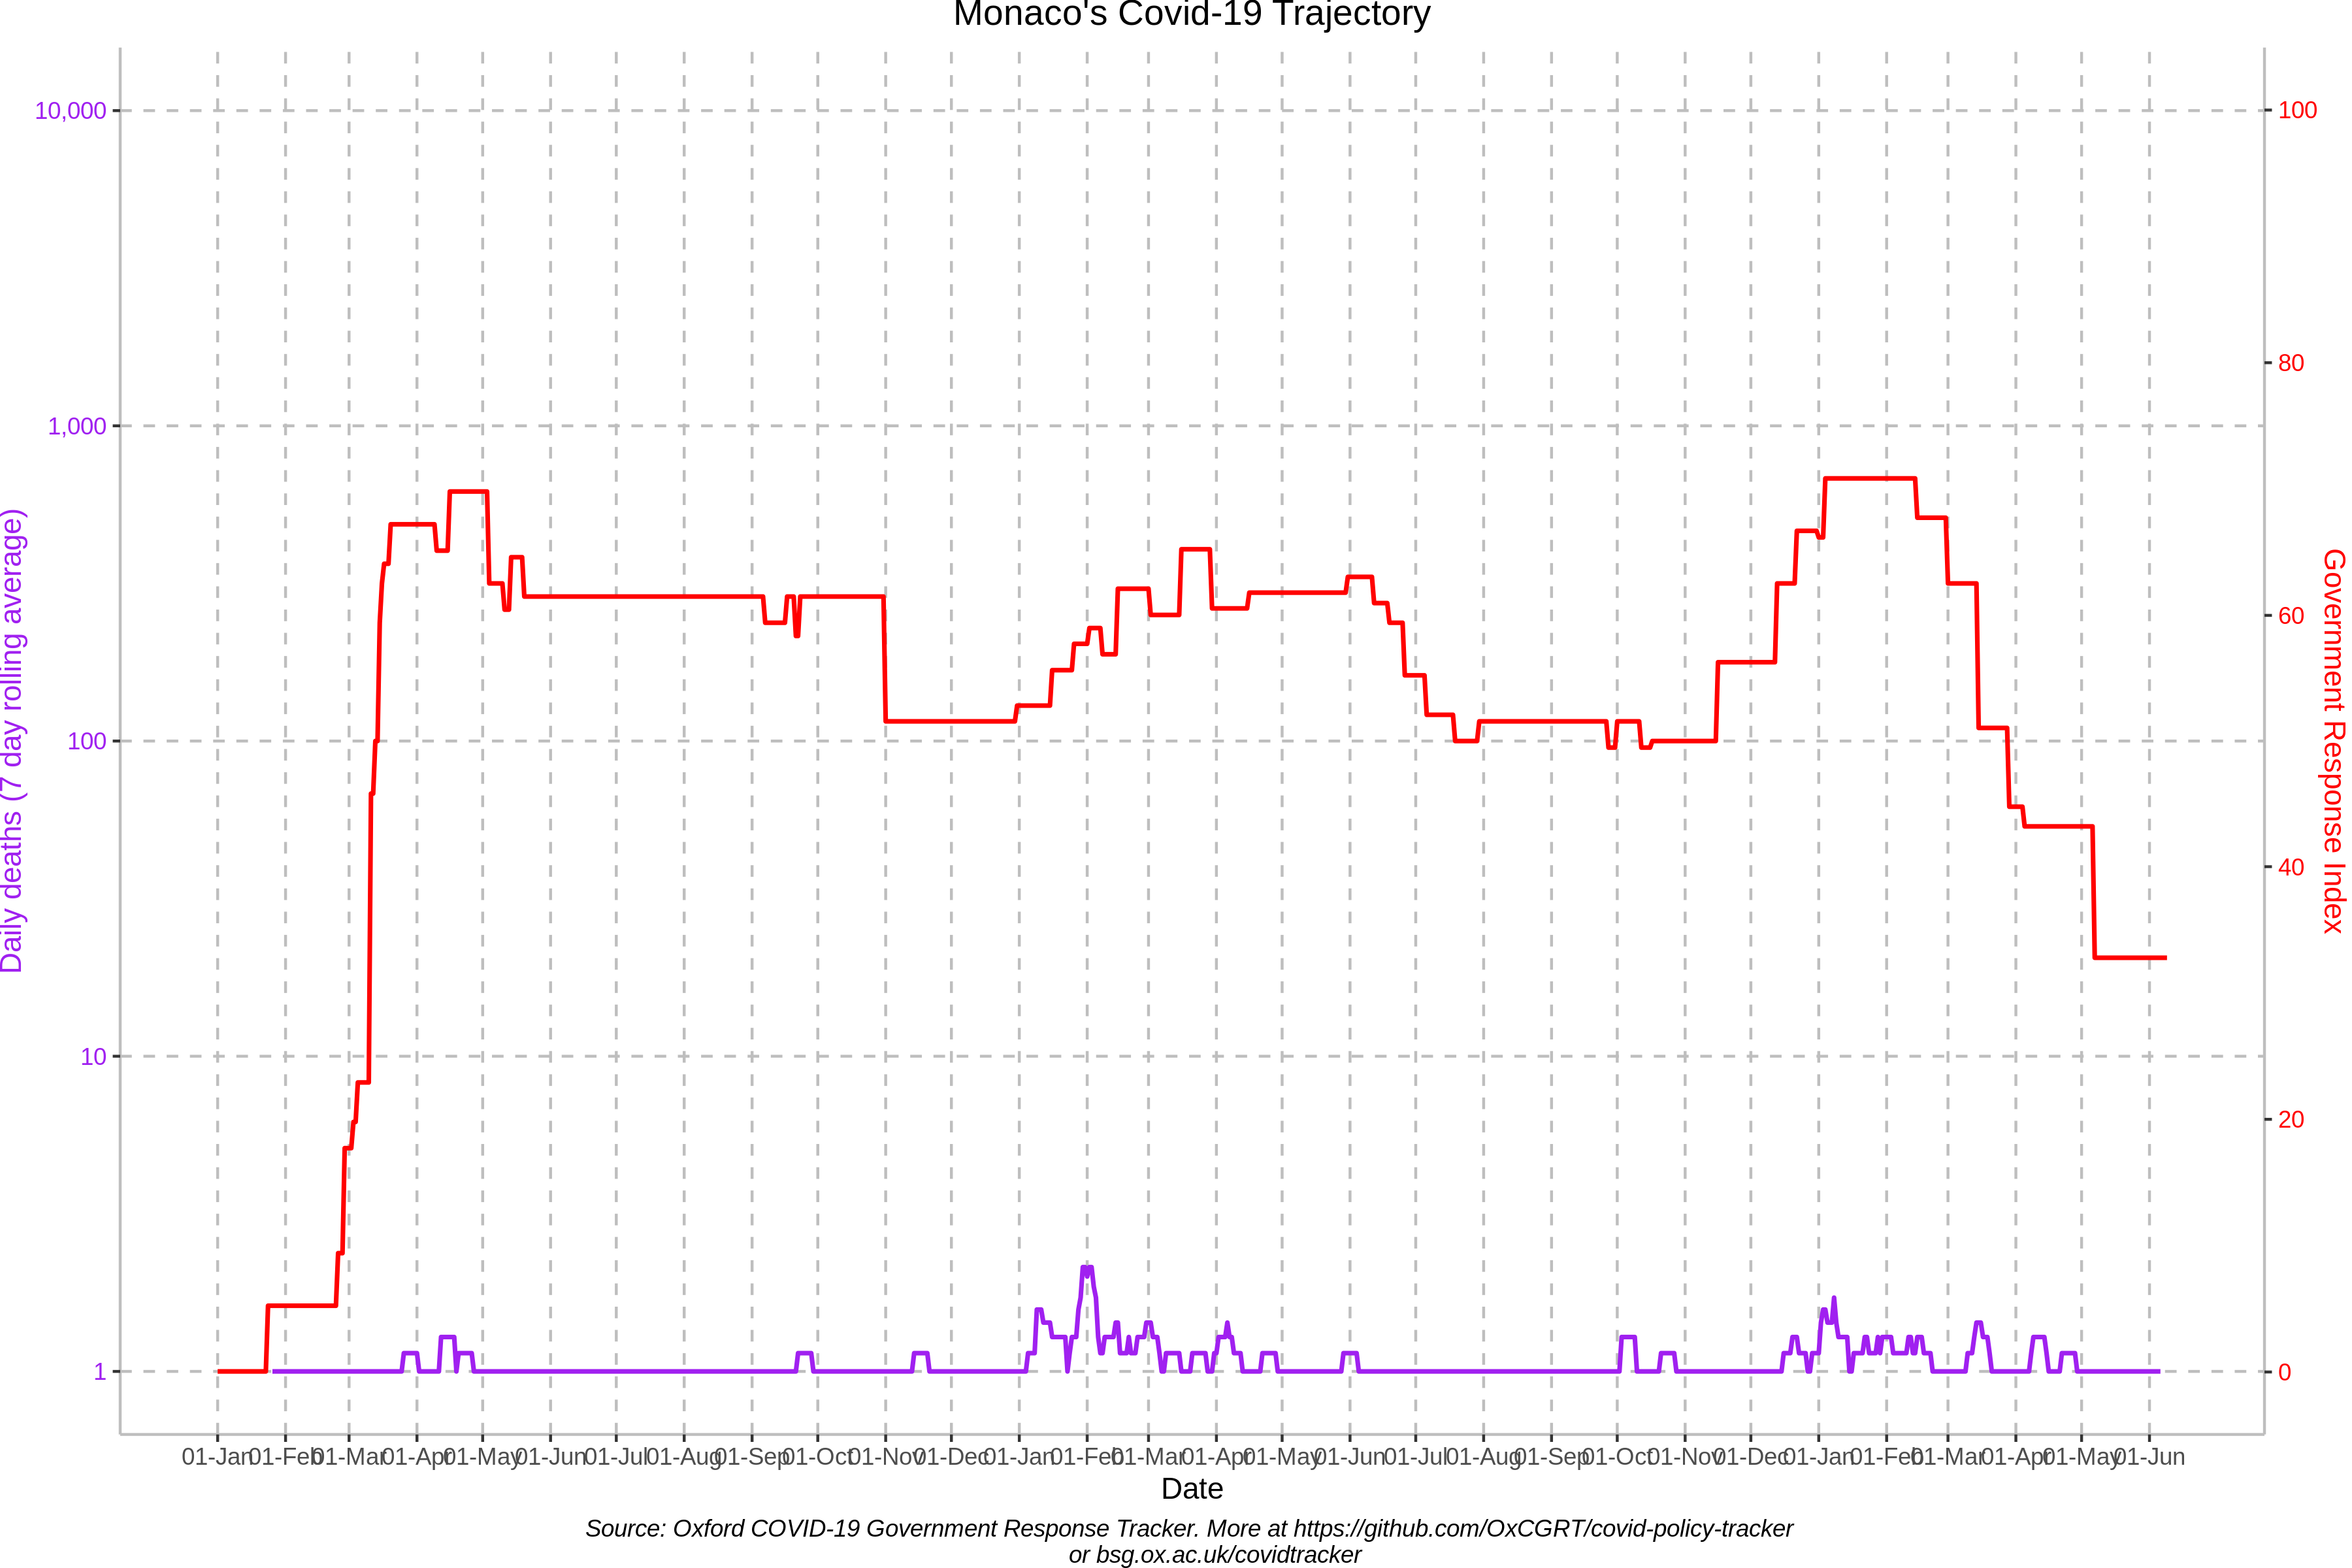 Monaco's Covid-19 Trajectory
10,000
1,000
100
10
1
Daily deaths (7 day rolling average)
100
80
60
40
20
0
Government Response Index
01-Jan 01-Feb 01-Mar 01-Apr 01-May 01-Jun 01-Jul 01-Aug 01-Sep 01-Oct 01-Nov 01-Dec 01-Jan 01-Feb 01-Mar 01-Apr 01-May 01-Jun 01-Jul 01-Aug 01-Sep 01-Oct 01-Nov 01-Dec 01-Jan 01-Feb 01-Mar 01-Apr 01-May 01-Jun
Date
Source: Oxford COVID-19 Government Response Tracker. More at https://github.com/OxCGRT/covid-policy-tracker
or bsg.ox.ac.uk/covidtracker